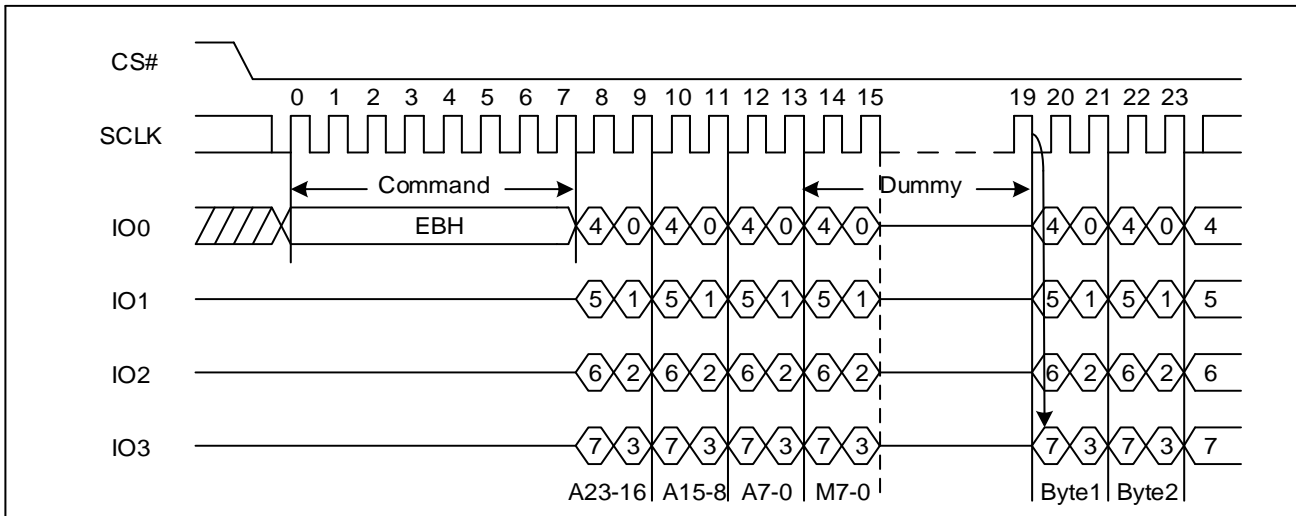 CS#
0 1 2 3 4 5 6 7 8 9 10 11 12 13 14 15 19 20 21 22 23
SCLK
Command Dummy
IO0 EBH 4 0 4 0 4 0 4 0 4 0 4 0 4
IO1 5 1 5 1 5 1 5 1 5 1 5 1 5
IO2 6 2 6 2 6 2 6 2 6 2 6 2 6
IO3 7 3 7 3 7 3 7 3 7 3 7 3 7
A23-16 A15-8 A7-0 M7-0 Byte1 Byte2